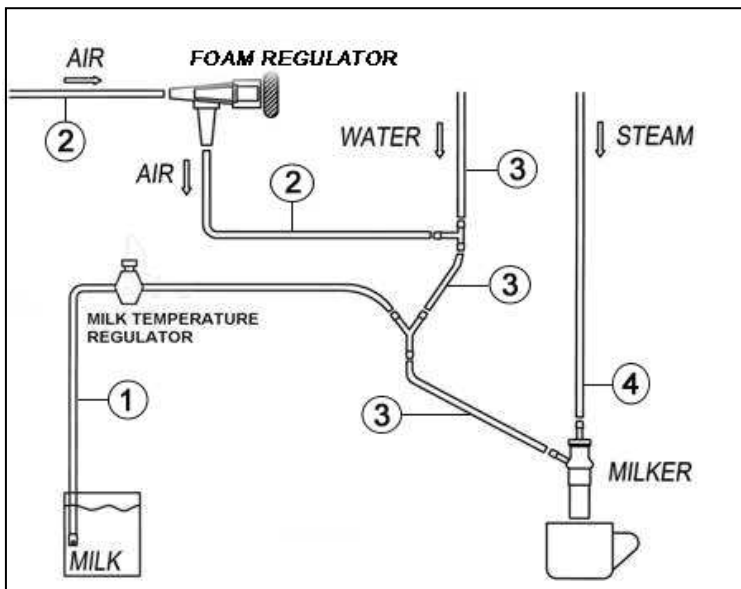 AIR
FOAM REGULATOR
2
WATER
STEAM
3
AIR
2
3
MILK TEMPERATURE
REGULATOR
1
4
3
MILKER
MILK